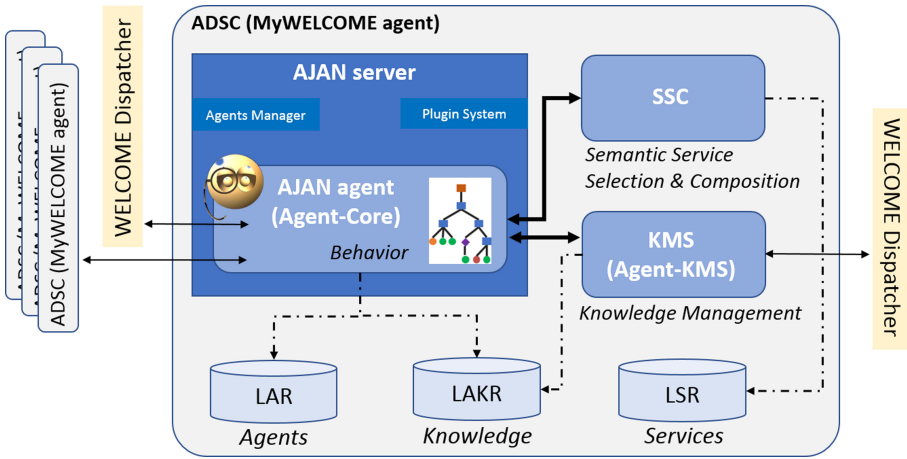 ADSC (MyWELCOME agent)
WELCOME Dispatcher
ADSC (MyWELCOME agent)
AJAN server
Agents Manager
Plugin System
AJAN agent
(Agent-Core)
Behavior
SSC
Semantic Service
Selection & Composition
KMS
(Agent-KMS)
Knowledge Management
WELCOME Dispatcher
LAR
Agents
LAKR
Knowledge
LSR
Services